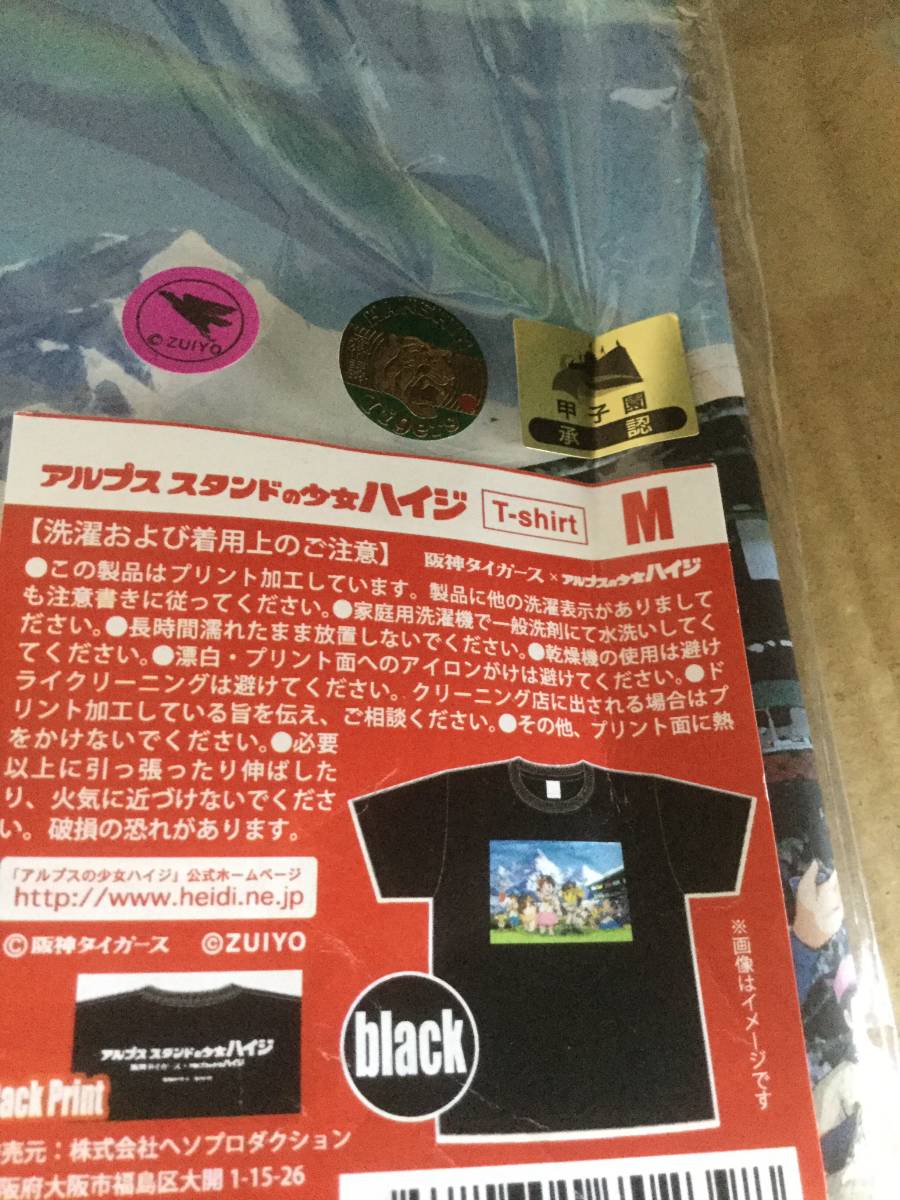 ©ZUIYO
HANSHIN
甲子園
承認
アルプススタンドの少女ハイジ
T-shirt
M
【洗濯および着用上のご注意】
阪神タイガース×アルプスの少女ハイジ
●この製品はプリント加工しています。製品に他の洗濯表示がありまして
も注意書きに従ってください。●家庭用洗濯機で一般洗剤にて水洗いしてく
ださい。●長時間濡れたまま放置しないでください。●乾燥機の使用は避け
てください。●漂白・プリント面へのアイロンがけは避けてください。●ド
ライクリーニングは避けてください。クリーニング店に出される場合はプ
リント加工している旨を伝え、ご相談ください。●その他、プリント面に熱
をかけないでください。●必要
以上に引っ張ったり伸ばした
り、火気に近づけないでくださ
い。破損の恐れがあります。
「アルプスの少女ハイジ」公式ホームページ
http://www.heidi.ne.jp
©阪神タイガース ©ZUIYO
※画像はイメージです
black
アルプススタンドの少女ハイジ
ack Print
売元：株式会社ヘソプロダクション
阪府大阪市福島区大開1-15-26